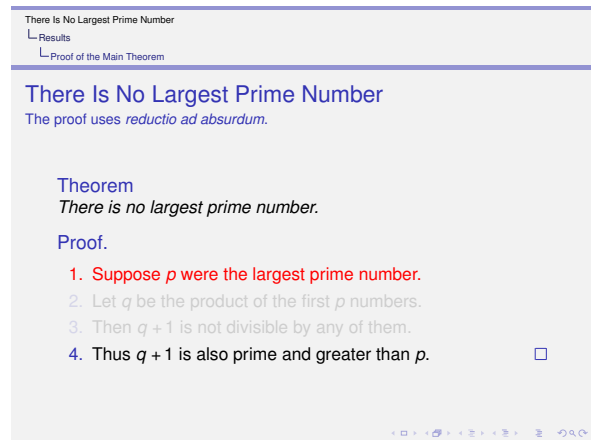 There Is No Largest Prime Number
Results
Proof of the Main Theorem
There Is No Largest Prime Number
The proof uses reductio ad absurdum.
Theorem
There is no largest prime number.
Proof.
1. Suppose p were the largest prime number.
2. Let q be the product of the first p numbers.
3. Then q + 1 is not divisible by any of them.
4. Thus q + 1 is also prime and greater than p. □